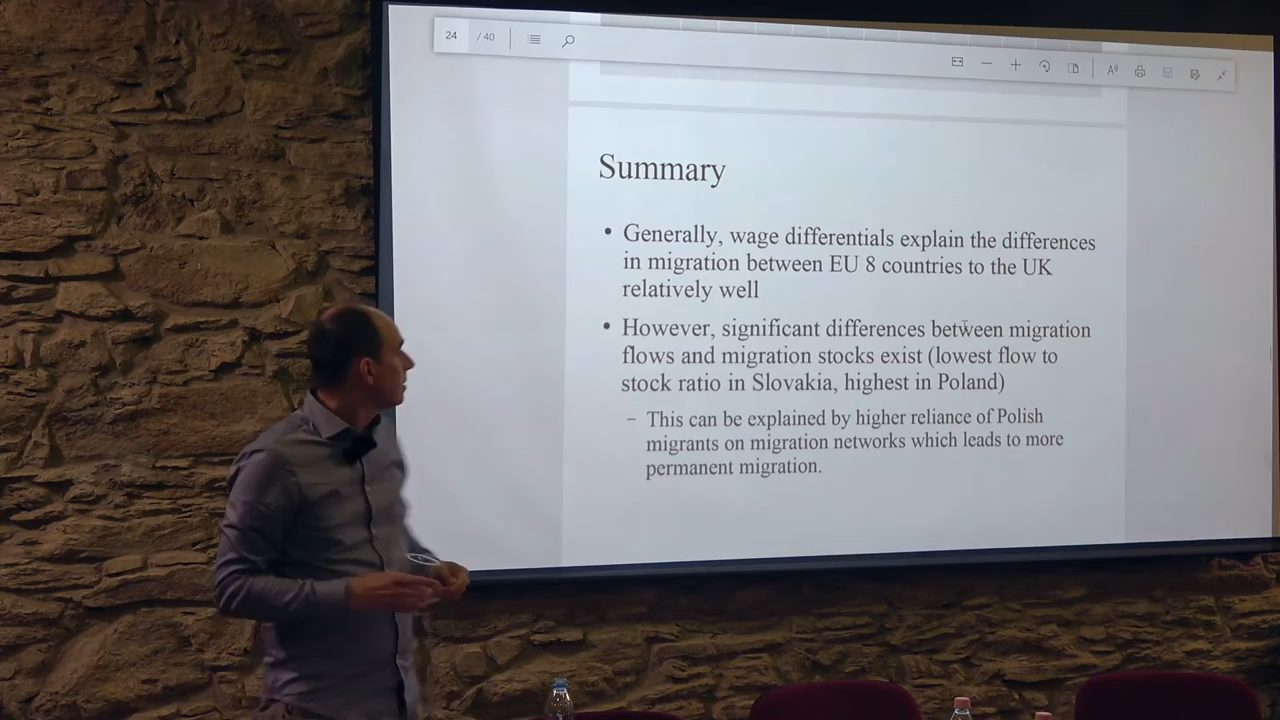 24 / 40
Summary
• Generally, wage differentials explain the differences
in migration between EU 8 countries to the UK
relatively well
• However, significant differences between migration
flows and migration stocks exist (lowest flow to
stock ratio in Slovakia, highest in Poland)
– This can be explained by higher reliance of Polish
migrants on migration networks which leads to more
permanent migration.